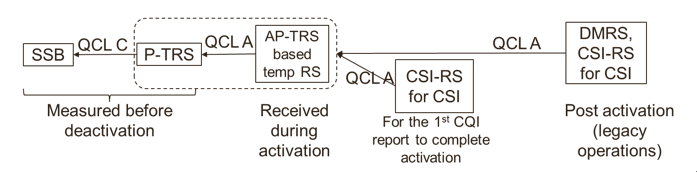 SSB
QCL C
P-TRS
QCL A
AP-TRS
based
temp RS
QCL A
CSI-RS
for CSI
QCL A
DMRS,
CSI-RS
for CSI
Measured before
deactivation
Received
during
activation
For the 1st CQI
report to complete
activation
Post activation
(legacy
operations)